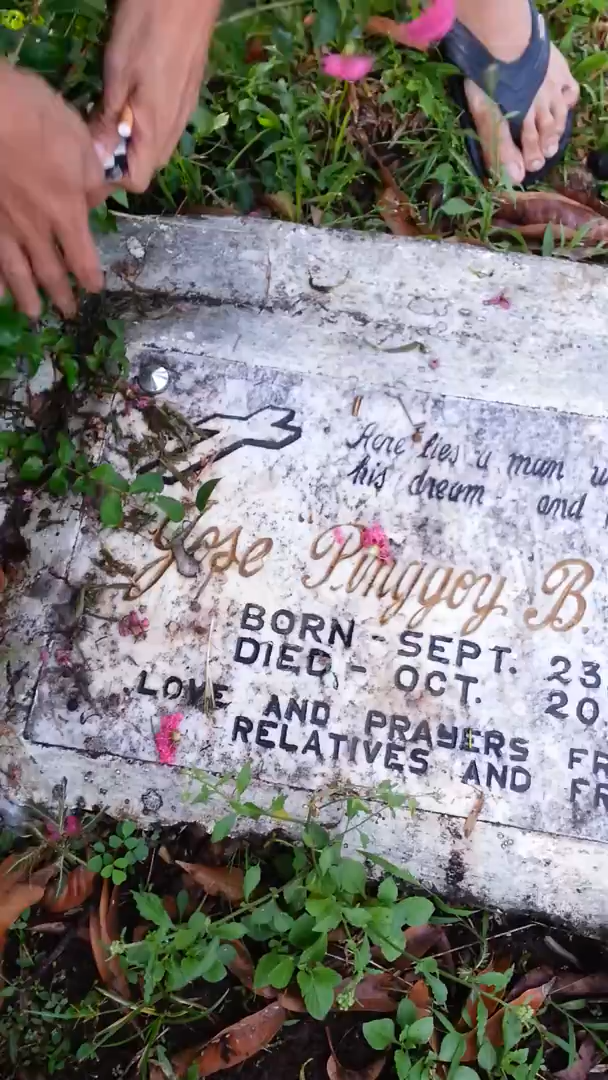 Here lies a man
his dream and
Jose "Pinggoy B.
BORN - SEPT. 23
DIED - OCT. 20
LOVE AND PRAYERS FR
RELATIVES AND FR